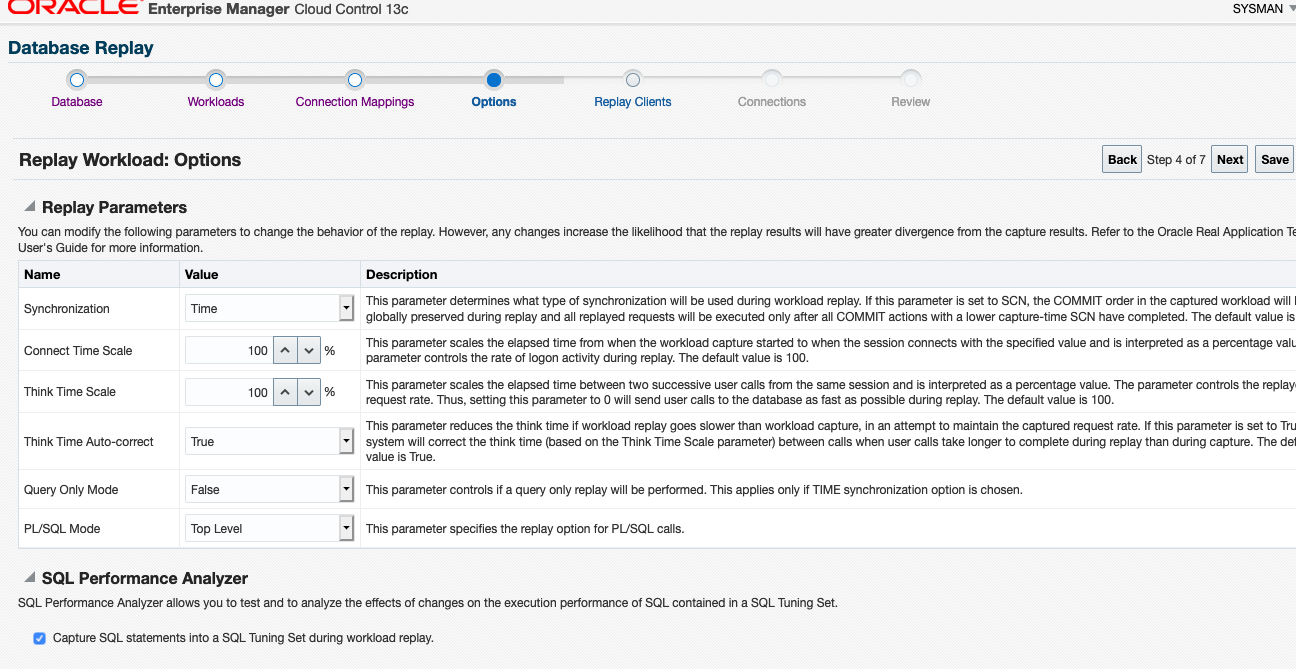 ORACLE Enterprise Manager Cloud Control 13c
SYSMAN
Database Replay
Database
Workloads
Connection Mappings
Options
Replay Clients
Connections
Review
Replay Workload: Options
Back Step 4 of 7 Next Save
Replay Parameters
You can modify the following parameters to change the behavior of the replay. However, any changes increase the likelihood that the replay results will have greater divergence from the capture results. Refer to the Oracle Real Application Te
User's Guide for more information.
Name Value Description
Synchronization Time
This parameter determines what type of synchronization will be used during workload replay. If this parameter is set to SCN, the COMMIT order in the captured workload will
globally preserved during replay and all replayed requests will be executed only after all COMMIT actions with a lower capture-time SCN have completed. The default value is
Connect Time Scale 100 %
This parameter scales the elapsed time from when the workload capture started to when the session connects with the specified value and is interpreted as a percentage valu
parameter controls the rate of logon activity during replay. The default value is 100.
Think Time Scale 100 %
This parameter scales the elapsed time between two successive user calls from the same session and is interpreted as a percentage value. The parameter controls the replay
request rate. Thus, setting this parameter to 0 will send user calls to the database as fast as possible during replay. The default value is 100.
Think Time Auto-correct True
This parameter reduces the think time if workload replay goes slower than workload capture, in an attempt to maintain the captured request rate. If this parameter is set to Tru
system will correct the think time (based on the Think Time Scale parameter) between calls when user calls take longer to complete during replay than during capture. The def
value is True.
Query Only Mode False
This parameter controls if a query only replay will be performed. This applies only if TIME synchronization option is chosen.
PL/SQL Mode Top Level
This parameter specifies the replay option for PL/SQL calls.
SQL Performance Analyzer
SQL Performance Analyzer allows you to test and to analyze the effects of changes on the execution performance of SQL contained in a SQL Tuning Set.
Capture SQL statements into a SQL Tuning Set during workload replay.